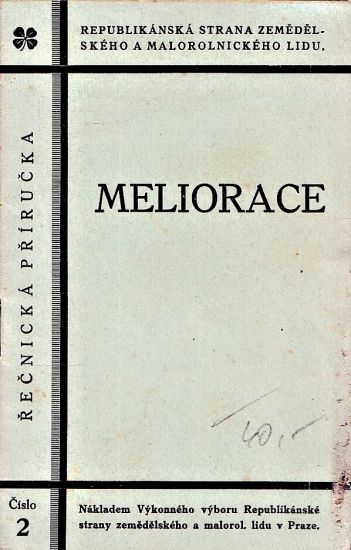 REPUBLIKÁNSKÁ STRANA ZEMĚDĚL-
SKÉHO A MALOROLNICKÉHO LIDU.
ŘEČNICKÁ PŘÍRUČKA
MELIORACE
40,-
Číslo
2
Nákladem Výkonného výboru Republikánské
strany zemědělského a malorol. lidu v Praze.